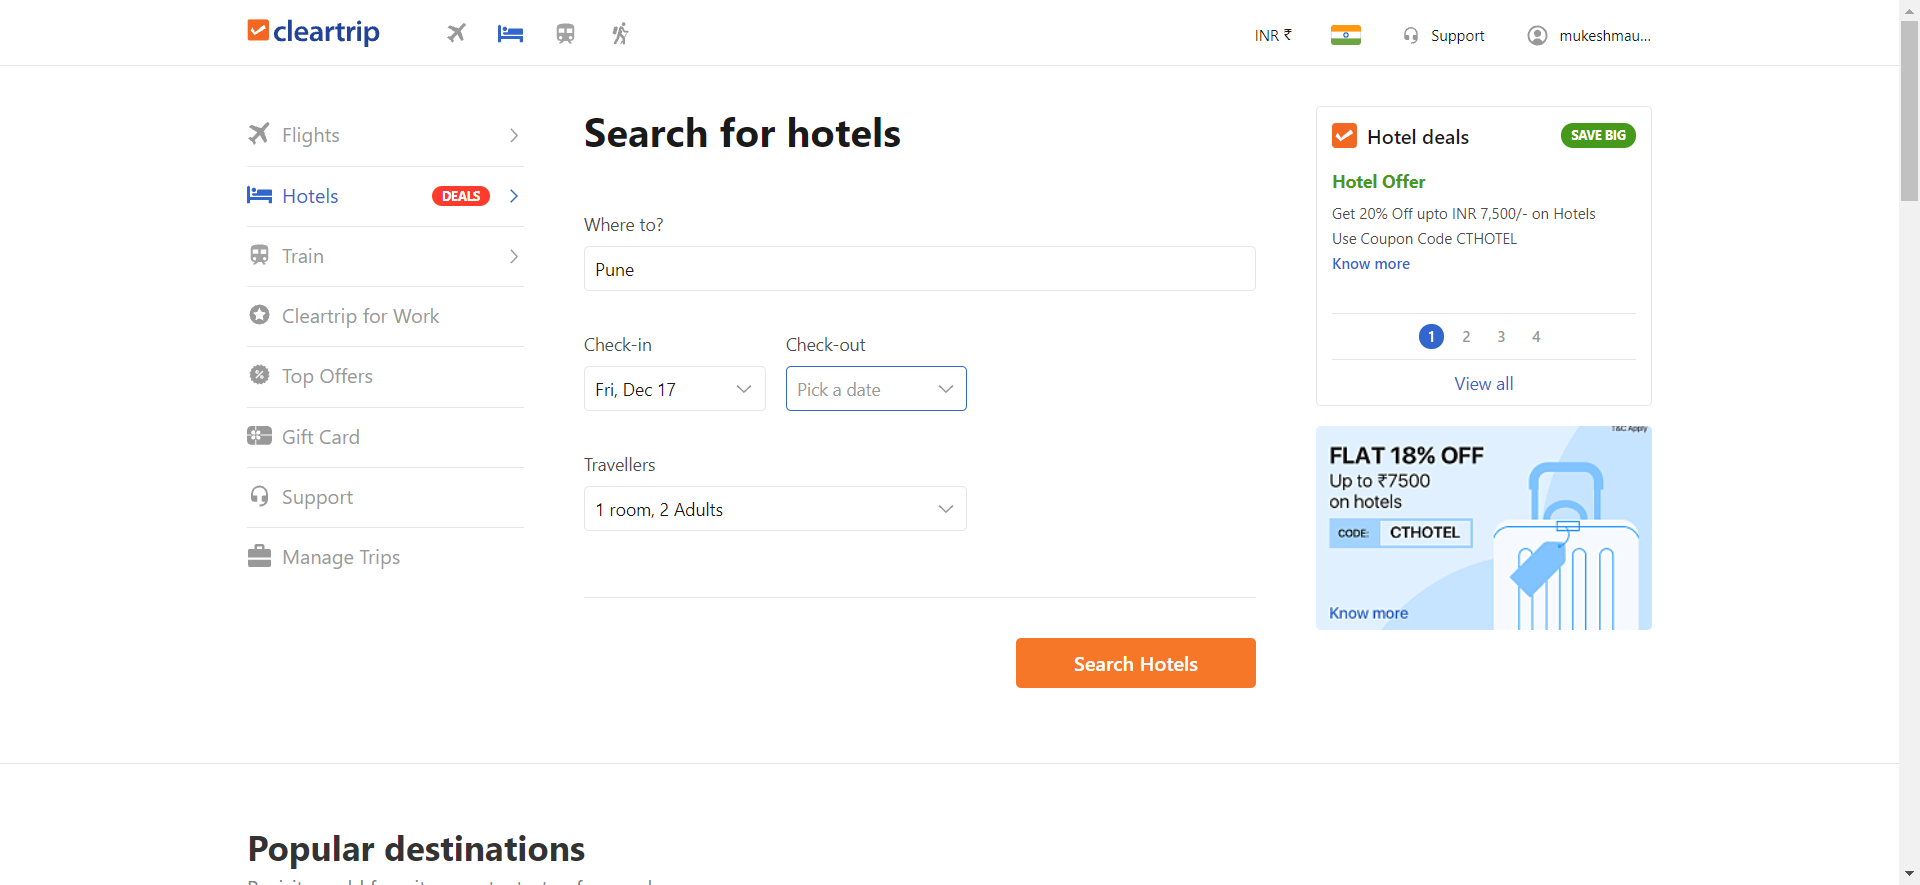 cleartrip
INR ₹
Support
mukeshmau...
Flights
Hotels
DEALS
Train
Cleartrip for Work
Top Offers
Gift Card
Support
Manage Trips
Search for hotels
Where to?
Pune
Check-in
Check-out
Fri, Dec 17
Pick a date
Travellers
1 room, 2 Adults
Search Hotels
Hotel deals
SAVE BIG
Hotel Offer
Get 20% Off upto INR 7,500/- on Hotels
Use Coupon Code CTHOTEL
Know more
1 2 3 4
View all
T&C Apply
FLAT 18% OFF
Up to ₹7500
on hotels
CODE: CTHOTEL
Know more
Popular destinations